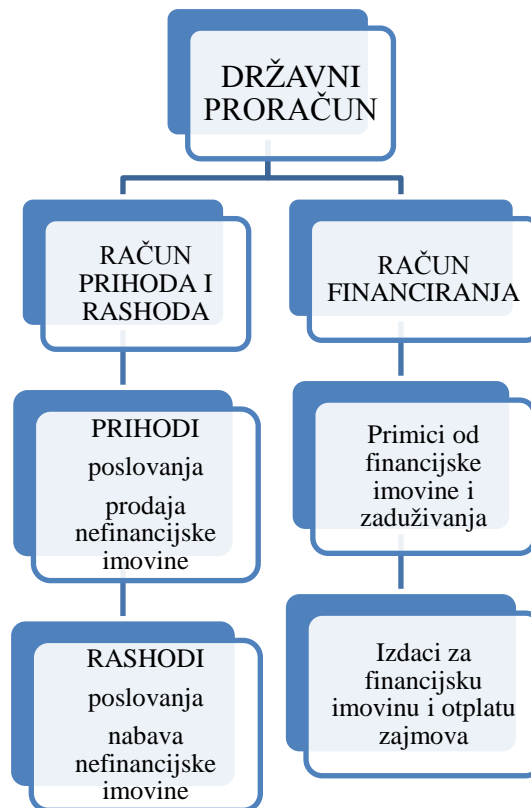 DRŽAVNI
PRORAČUN
RAČUN
PRIHODA I
RASHODA
RAČUN
FINANCIRANJA
PRIHODI
poslovanja
prodaja
nefinancijske
imovine
Primici od
financijske
imovine i
zaduživanja
RASHODI
poslovanja
nabava
nefinancijske
imovine
Izdaci za
financijsku
imovinu i otplatu
zajmova